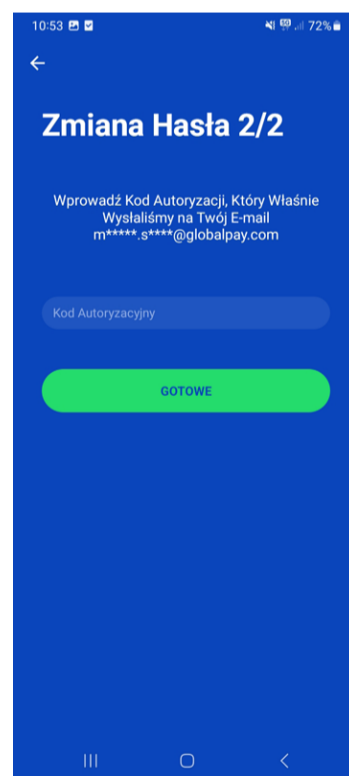 10:53 72%
Zmiana Hasła 2/2
Wprowadź Kod Autoryzacji, Który Właśnie
Wysłaliśmy na Twój E-mail
m*****.s****@globalpay.com
Kod Autoryzacyjny
GOTOWE